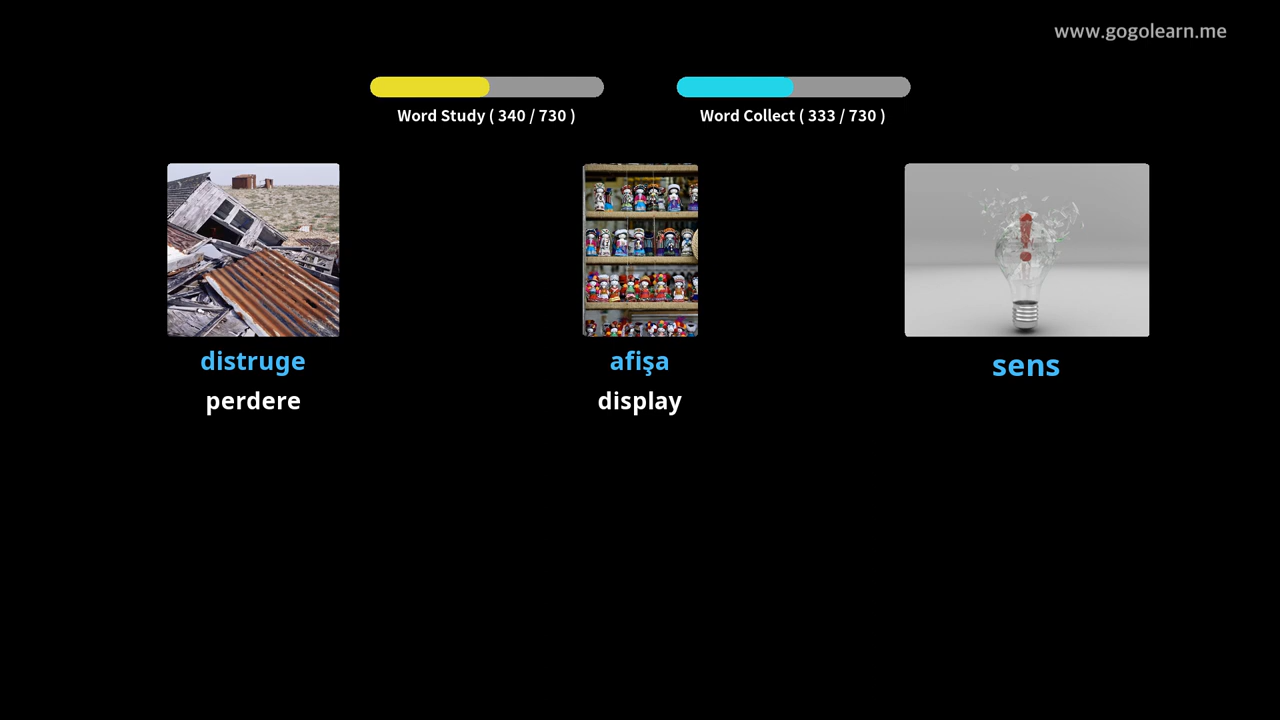 www.gogolearn.me
Word Study ( 340 / 730 )
Word Collect ( 333 / 730 )
distruge
perdere
afişa
display
sens